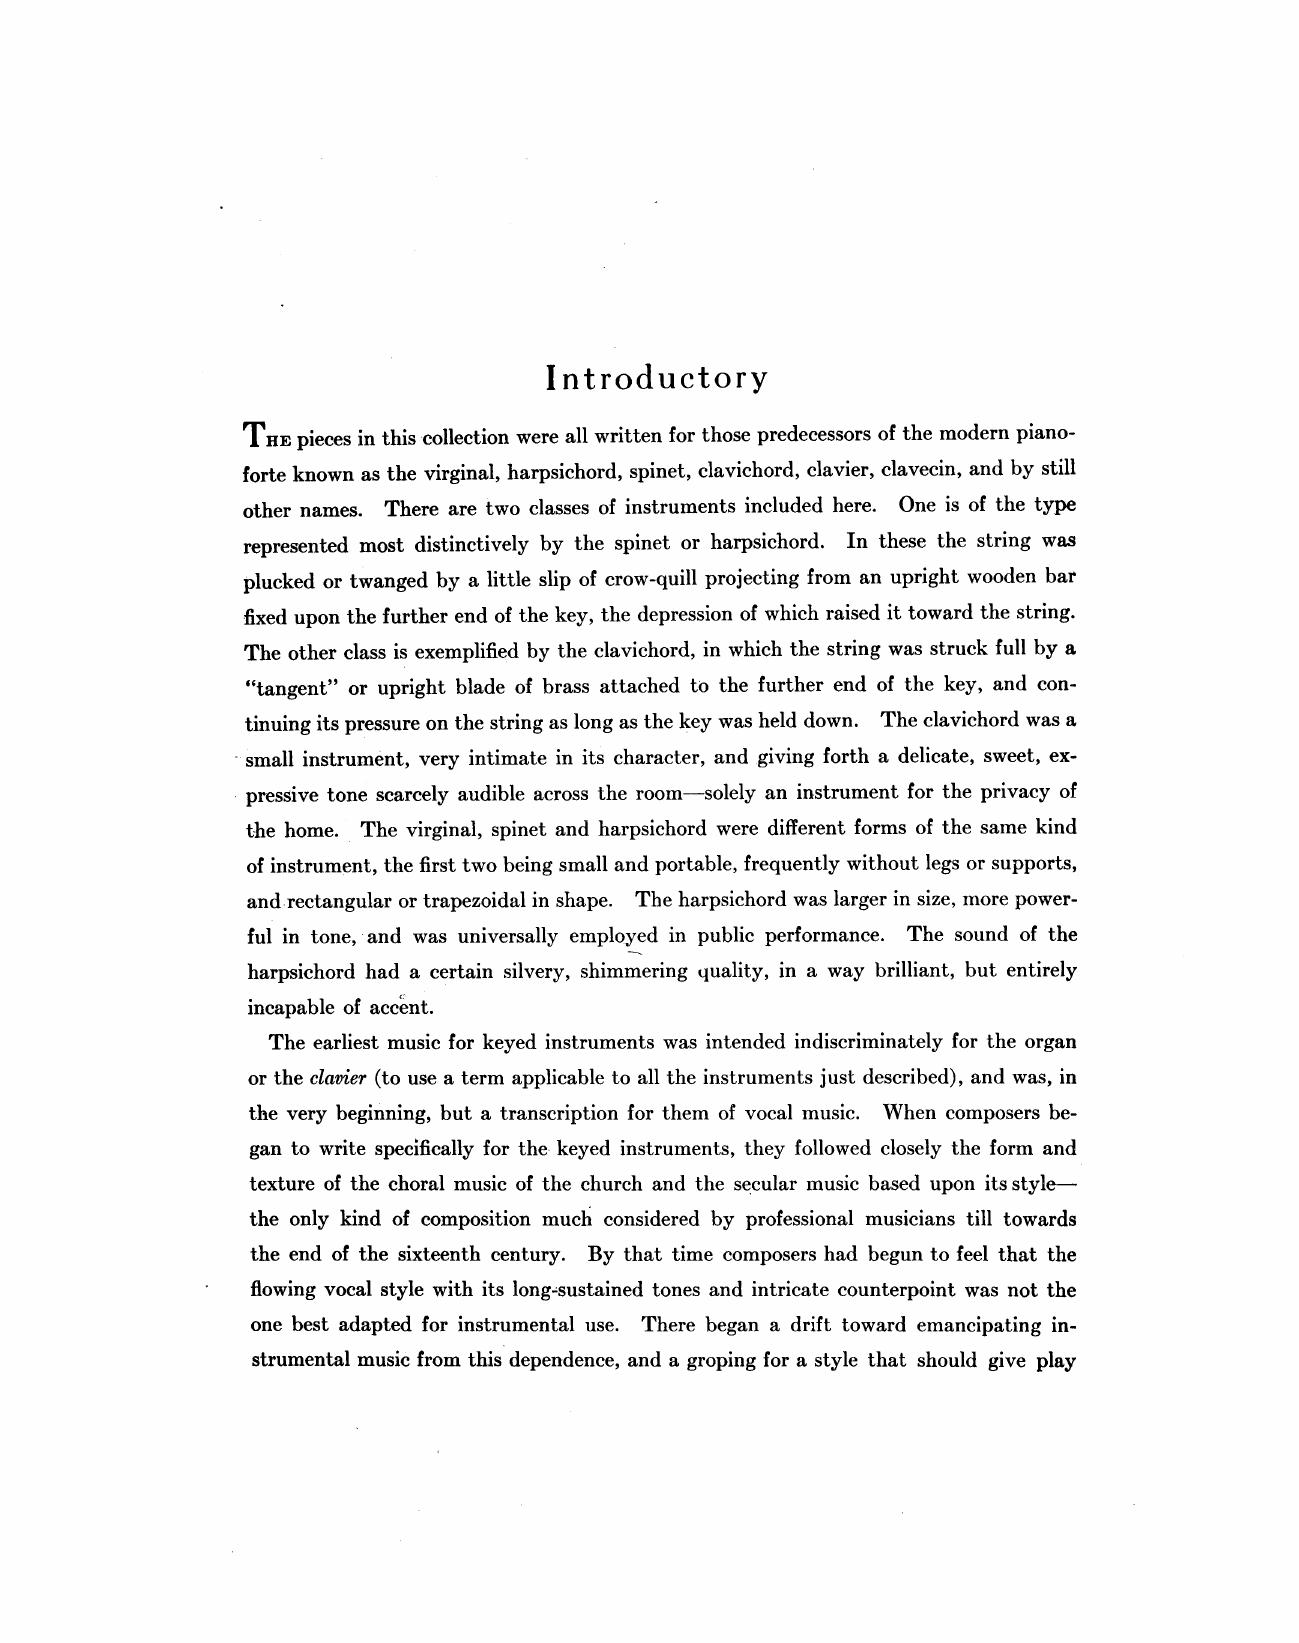 Introductory
THE pieces in this collection were all written for those predecessors of the modern piano-
forte known as the virginal, harpsichord, spinet, clavichord, clavier, clavecin, and by still
other names. There are two classes of instruments included here. One is of the type
represented most distinctively by the spinet or harpsichord. In these the string was
plucked or twanged by a little slip of crow-quill projecting from an upright wooden bar
fixed upon the further end of the key, the depression of which raised it toward the string.
The other class is exemplified by the clavichord, in which the string was struck full by a
“tangent” or upright blade of brass attached to the further end of the key, and con-
tinuing its pressure on the string as long as the key was held down. The clavichord was a
small instrument, very intimate in its character, and giving forth a delicate, sweet, ex-
pressive tone scarcely audible across the room—solely an instrument for the privacy of
the home. The virginal, spinet and harpsichord were different forms of the same kind
of instrument, the first two being small and portable, frequently without legs or supports,
and rectangular or trapezoidal in shape. The harpsichord was larger in size, more power-
ful in tone, and was universally employed in public performance. The sound of the
harpsichord had a certain silvery, shimmering quality, in a way brilliant, but entirely
incapable of accent.
The earliest music for keyed instruments was intended indiscriminately for the organ
or the clavier (to use a term applicable to all the instruments just described), and was, in
the very beginning, but a transcription for them of vocal music. When composers be-
gan to write specifically for the keyed instruments, they followed closely the form and
texture of the choral music of the church and the secular music based upon its style—
the only kind of composition much considered by professional musicians till towards
the end of the sixteenth century. By that time composers had begun to feel that the
flowing vocal style with its long-sustained tones and intricate counterpoint was not the
one best adapted for instrumental use. There began a drift toward emancipating in-
strumental music from this dependence, and a groping for a style that should give play